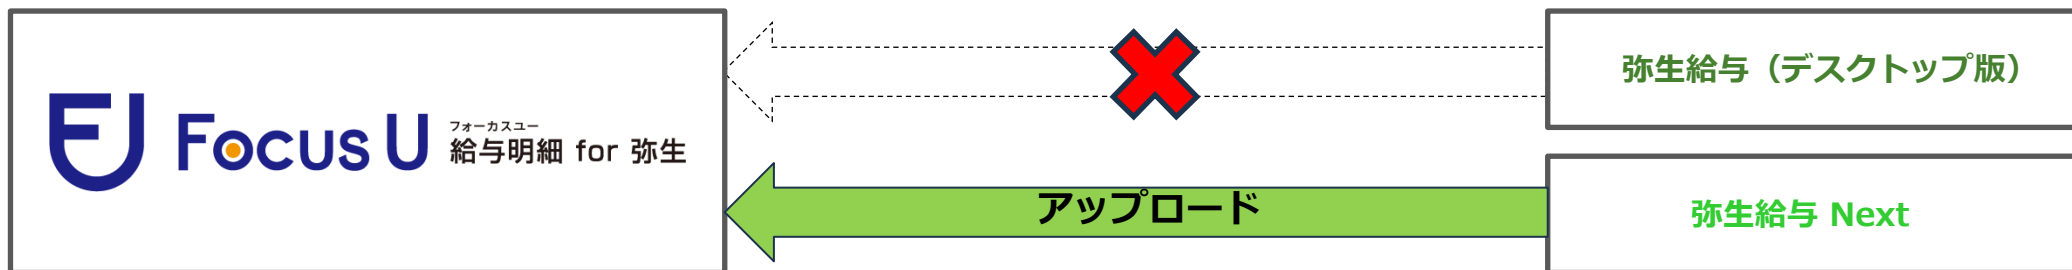 Focus U
フォーカスユー
給与明細 for 弥生
弥生給与（デスクトップ版）
アップロード
弥生給与 Next